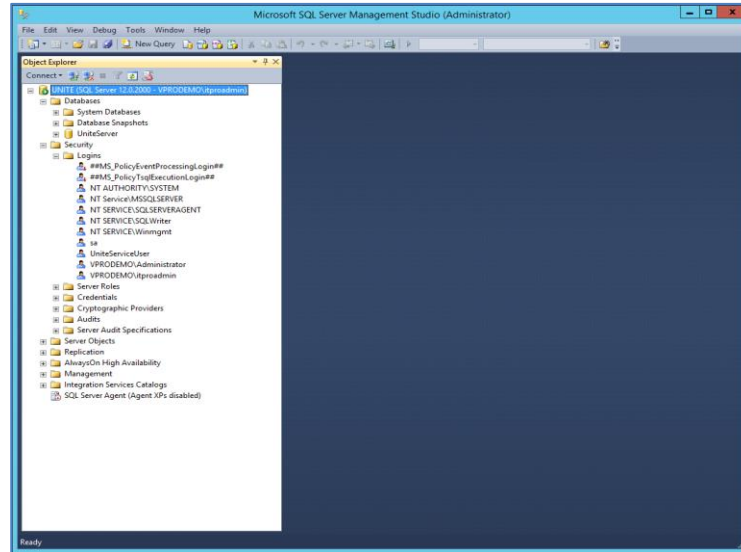 Microsoft SQL Server Management Studio (Administrator)
File Edit View Debug Tools Window Help
New Query
Object Explorer
Connect
UNITE (SQL Server 12.0.2000 - VPRODEMO\itproadmin)
Databases
System Databases
Database Snapshots
UniteServer
Security
Logins
##MS_PolicyEventProcessingLogin##
##MS_PolicyTsqlExecutionLogin##
NT AUTHORITY\SYSTEM
NT Service\MSSQLSERVER
NT SERVICE\SQLSERVERAGENT
NT SERVICE\SQLWriter
NT SERVICE\Winmgmt
sa
UniteServiceUser
VPRODEMO\Administrator
VPRODEMO\itproadmin
Server Roles
Credentials
Cryptographic Providers
Audits
Server Audit Specifications
Server Objects
Replication
AlwaysOn High Availability
Management
Integration Services Catalogs
SQL Server Agent (Agent XPs disabled)
Ready